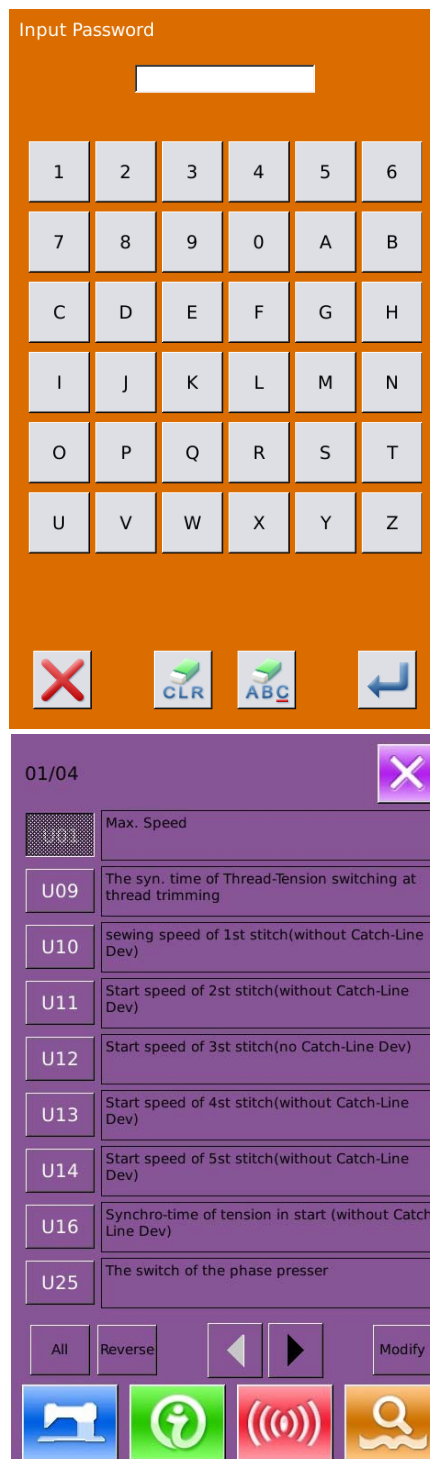 Input Password
1 2 3 4 5 6
7 8 9 0 A B
C D E F G H
I J K L M N
O P Q R S T
U V W X Y Z
CLR ABC
01/04
U01 Max. Speed
U09 The syn. time of Thread-Tension switching at
thread trimming
U10 sewing speed of 1st stitch(without Catch-Line
Dev)
U11 Start speed of 2st stitch(without Catch-Line
Dev)
U12 Start speed of 3st stitch(no Catch-Line Dev)
U13 Start speed of 4st stitch(without Catch-Line
Dev)
U14 Start speed of 5st stitch(without Catch-Line
Dev)
U16 Synchro-time of tension in start (without Catch
Line Dev)
U25 The switch of the phase presser
All Reverse Modify